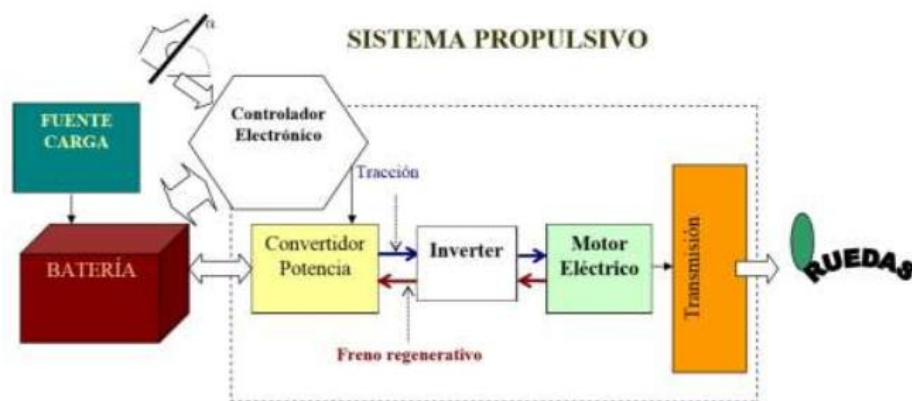 α
SISTEMA PROPULSIVO
FUENTE
CARGA
Controlador
Electrónico
Tracción
BATERÍA
Convertidor
Potencia
Inverter
Motor
Eléctrico
Transmisión
RUEDAS
Freno regenerativo